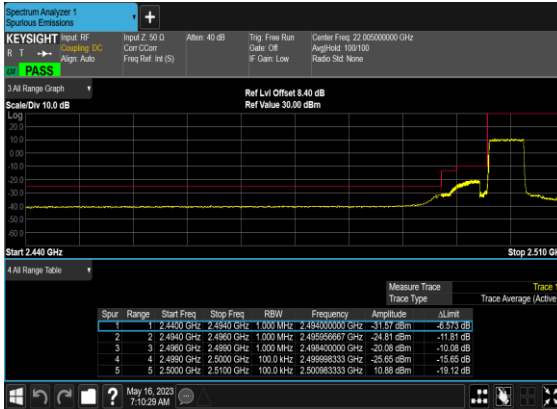 Spectrum Analyzer 1
Spurious Emissions
KEYSIGHT Input: RF Input Z: 50 Ω Atten: 40 dB Trig: Free Run Center Freq: 22.005000000 GHz
R T Coupling: DC Corr CCorr Gate: Off Avg|Hold: 100/100
Align: Auto Freq Ref: Int (S) IF Gain: Low Radio Std: None
PASS
3 All Range Graph
Ref Lvl Offset 8.40 dB
Scale/Div 10.0 dB Ref Value 30.00 dBm
Log
20.0
10.0
0.00
-10.0
-20.0
-30.0
-40.0
-50.0
-60.0
Start 2.440 GHz Stop 2.510 GH
4 All Range Table
Measure Trace Trace 1
Trace Type Trace Average (Active
Spur Range Start Freq Stop Freq RBW Frequency Amplitude ΔLimit
1 1 2.4400 GHz 2.4940 GHz 1.000 MHz 2.494000000 GHz -31.57 dBm -6.573 dB
2 2 2.4940 GHz 2.4960 GHz 1.000 MHz 2.495956667 GHz -24.81 dBm -11.81 dB
3 3 2.4960 GHz 2.4990 GHz 1.000 MHz 2.498400000 GHz -20.08 dBm -10.08 dB
4 4 2.4990 GHz 2.5000 GHz 100.0 kHz 2.499998333 GHz -25.65 dBm -15.65 dB
5 5 2.5000 GHz 2.5100 GHz 100.0 kHz 2.500983333 GHz 10.88 dBm -19.12 dB
May 16, 2023
7:10:29 AM